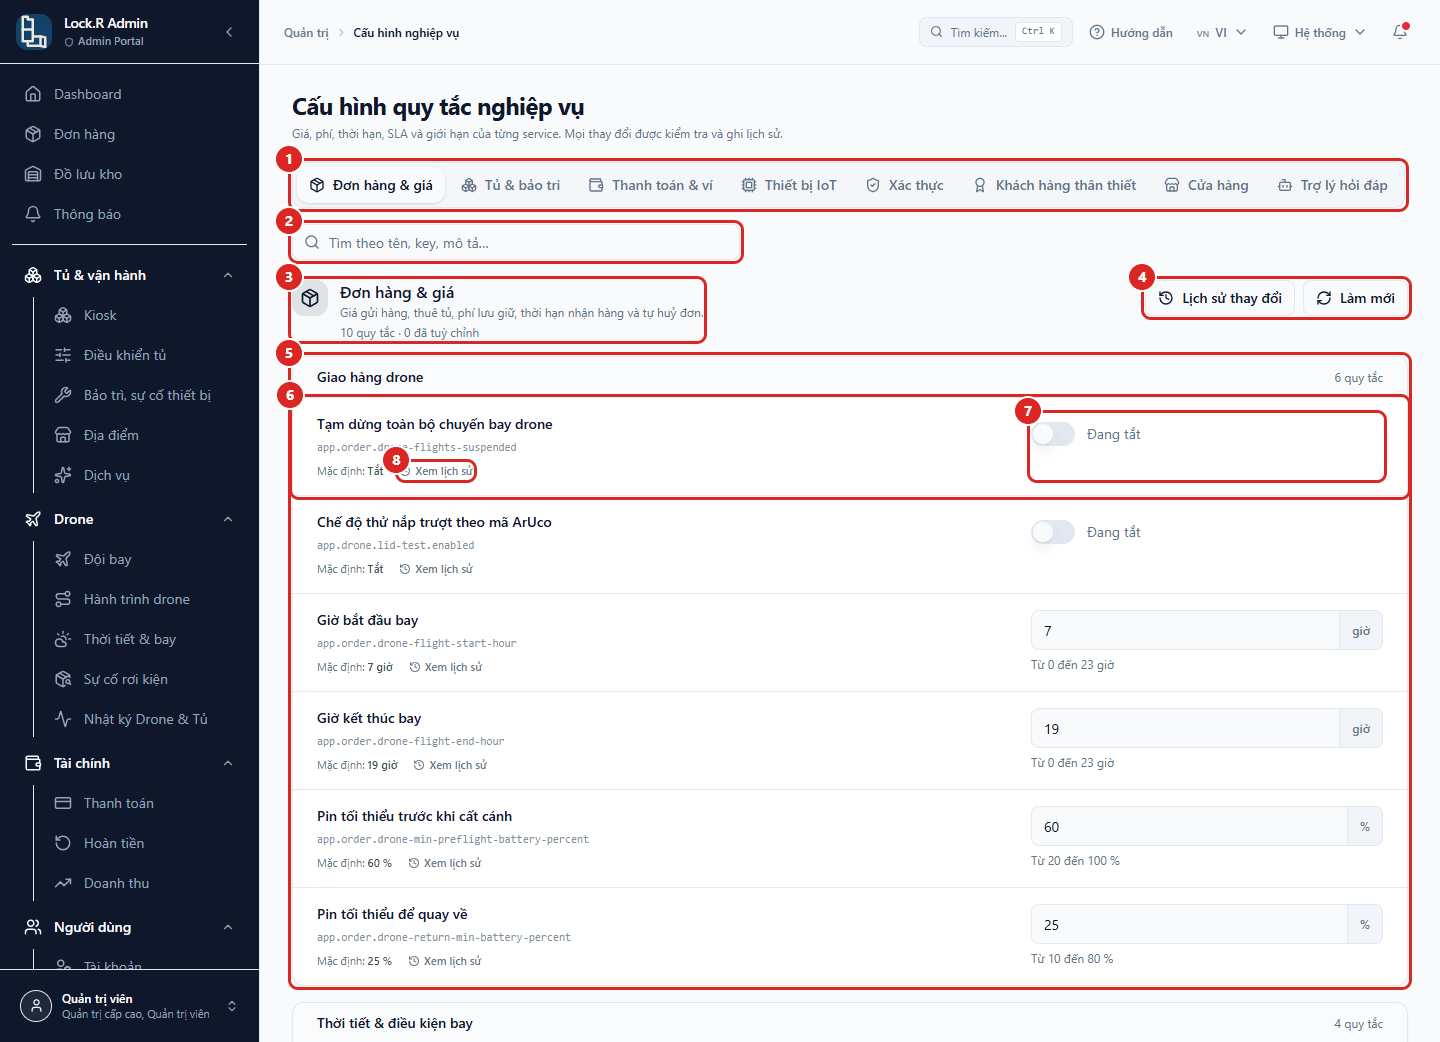 Lock.R Admin
Admin Portal
Dashboard
Đơn hàng
Đồ lưu kho
Thông báo
Tủ & vận hành
Kiosk
Điều khiển tủ
Bảo trì, sự cố thiết bị
Địa điểm
Dịch vụ
Drone
Đội bay
Hành trình drone
Thời tiết & bay
Sự cố rơi kiện
Nhật ký Drone & Tủ
Tài chính
Thanh toán
Hoàn tiền
Doanh thu
Người dùng
Tài khoản
Quản trị viên
Quản trị cấp cao, Quản trị viên
Quản trị > Cấu hình nghiệp vụ
Tìm kiếm... Ctrl K
Hướng dẫn
VN VI
Hệ thống
Cấu hình quy tắc nghiệp vụ
Giá, phí, thời hạn, SLA và giới hạn của từng service. Mọi thay đổi được kiểm tra và ghi lịch sử.
1
Đơn hàng & giá
Tủ & bảo trì
Thanh toán & ví
Thiết bị IoT
Xác thực
Khách hàng thân thiết
Cửa hàng
Trợ lý hỏi đáp
2
Tìm theo tên, key, mô tả...
3
Đơn hàng & giá
Giá gửi hàng, thuê tủ, phí lưu giữ, thời hạn nhận hàng và tự huỷ đơn.
10 quy tắc · 0 đã tuỳ chỉnh
4
Lịch sử thay đổi
Làm mới
5
Giao hàng drone
6 quy tắc
6
Tạm dừng toàn bộ chuyến bay drone
app.order.drone-flights-suspended
Mặc định: Tắt
8
Xem lịch sử
7
Đang tắt
Chế độ thử nắp trượt theo mã ArUco
app.drone.lid-test.enabled
Mặc định: Tắt
Xem lịch sử
Đang tắt
Giờ bắt đầu bay
app.order.drone-flight-start-hour
Mặc định: 7 giờ
Xem lịch sử
7 giờ
Từ 0 đến 23 giờ
Giờ kết thúc bay
app.order.drone-flight-end-hour
Mặc định: 19 giờ
Xem lịch sử
19 giờ
Từ 0 đến 23 giờ
Pin tối thiểu trước khi cất cánh
app.order.drone-min-preflight-battery-percent
Mặc định: 60 %
Xem lịch sử
60 %
Từ 20 đến 100 %
Pin tối thiểu để quay về
app.order.drone-return-min-battery-percent
Mặc định: 25 %
Xem lịch sử
25 %
Từ 10 đến 80 %
Thời tiết & điều kiện bay
4 quy tắc